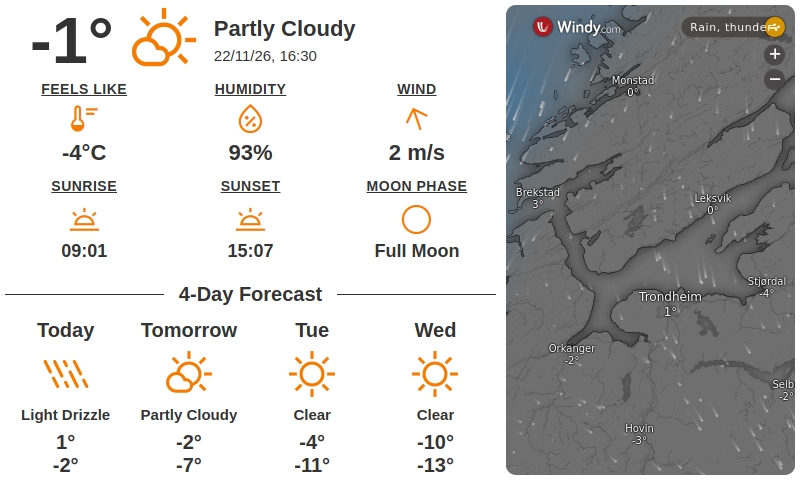 -1°
Partly Cloudy
22/11/26, 16:30
FEELS LIKE
HUMIDITY
WIND
-4°C
93%
2 m/s
SUNRISE
SUNSET
MOON PHASE
09:01
15:07
Full Moon
4-Day Forecast
Today
Tomorrow
Tue
Wed
Light Drizzle
Partly Cloudy
Clear
Clear
1°
-2°
-4°
-10°
-2°
-7°
-11°
-13°
Windy.com
Rain, thunde
+
−
Monstad
0°
Brekstad
3°
Leksvik
0°
Stjørdal
-4°
Trondheim
1°
Orkanger
-2°
Selb
-2°
Hovin
-3°